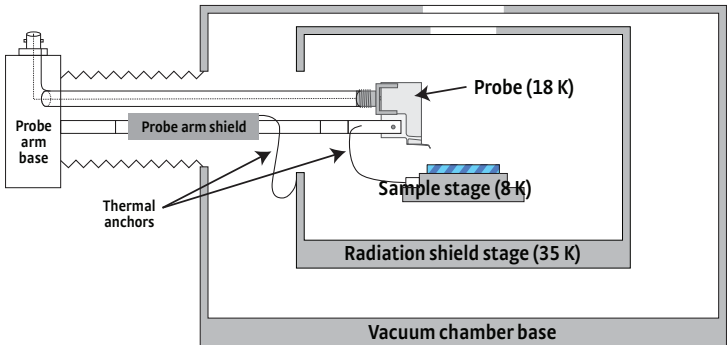 Probe (18 K)
Probe
arm
base
Probe arm shield
Thermal
anchors
Sample stage (8 K)
Radiation shield stage (35 K)
Vacuum chamber base